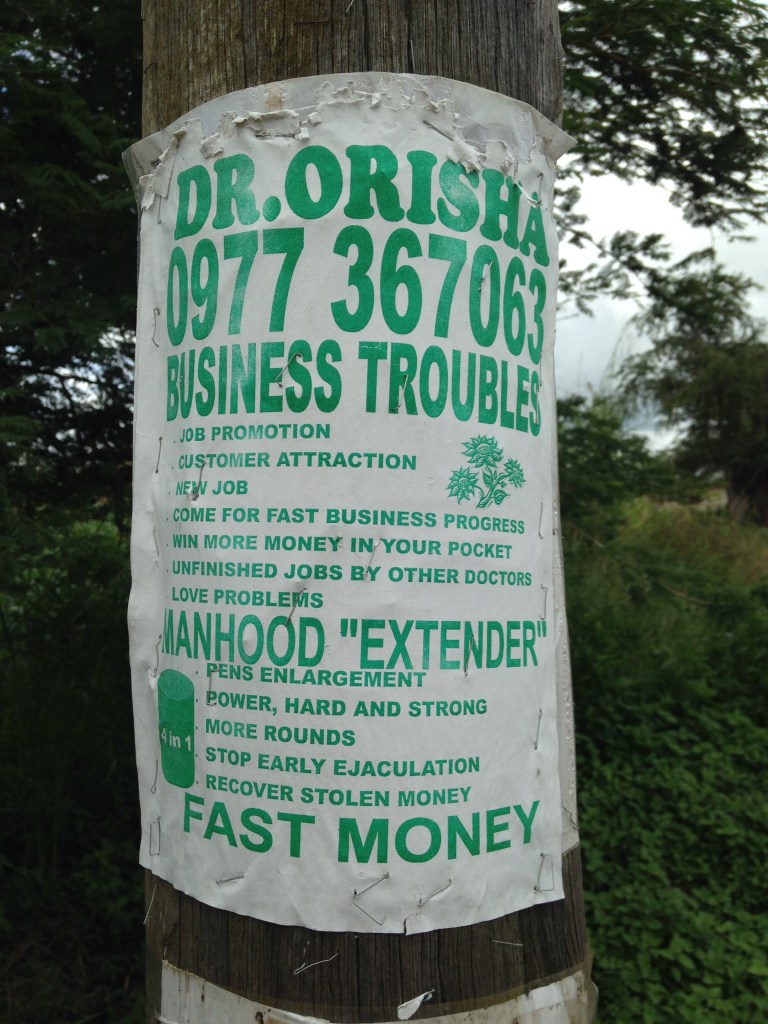 DR.ORISHA
0977 367063
BUSINESS TROUBLES
. JOB PROMOTION
. CUSTOMER ATTRACTION
. NEW JOB
. COME FOR FAST BUSINESS PROGRESS
. WIN MORE MONEY IN YOUR POCKET
. UNFINISHED JOBS BY OTHER DOCTORS
. LOVE PROBLEMS
MANHOOD "EXTENDER"
. PENS ENLARGEMENT
. POWER, HARD AND STRONG
. MORE ROUNDS
. STOP EARLY EJACULATION
. RECOVER STOLEN MONEY
4 in 1
FAST MONEY